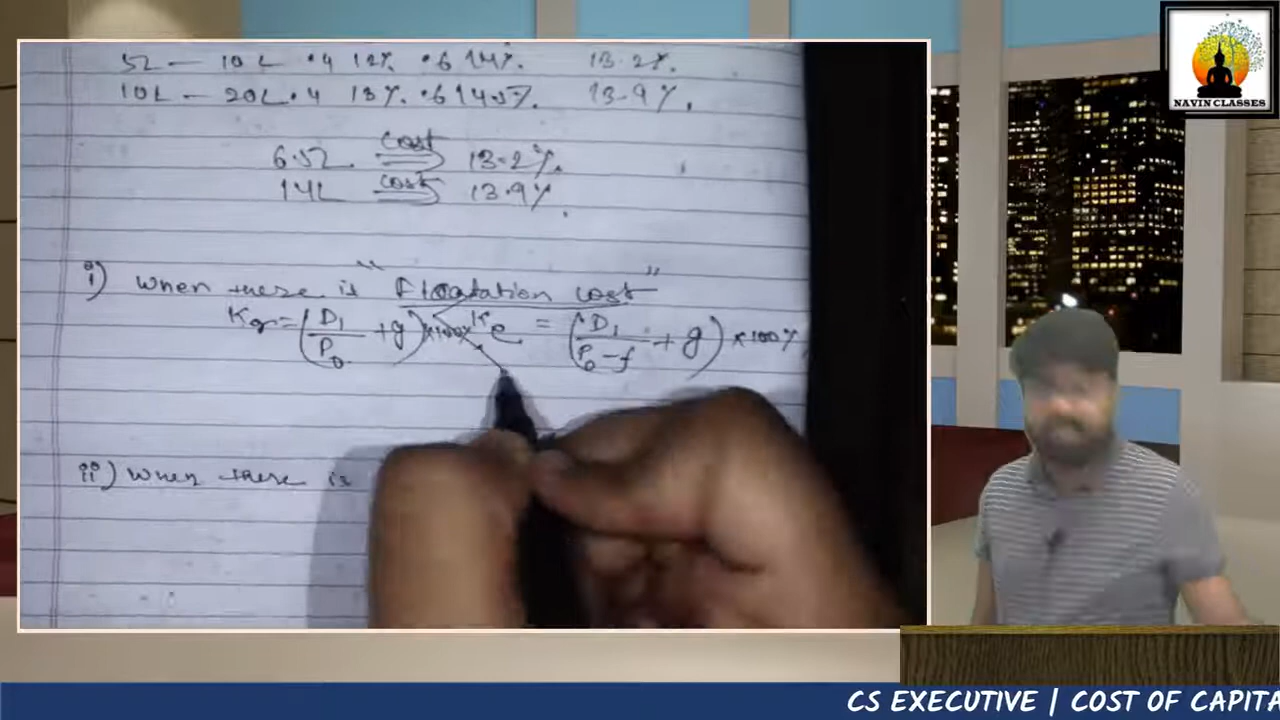 5L — 10L .4 12% .6 14%. 13.2%.
10L — 20L .4 13% .6 14.5%. 13.9%.
6.5L cost 13.2%.
14L cost 13.9%.
i) When there is "Floatation cost"
Kr = (D1/P0 + g) ×100% Ke = (D1/P0-f + g) ×100%
ii) When there is
NAVIN CLASSES
CS EXECUTIVE | COST OF CAPITA